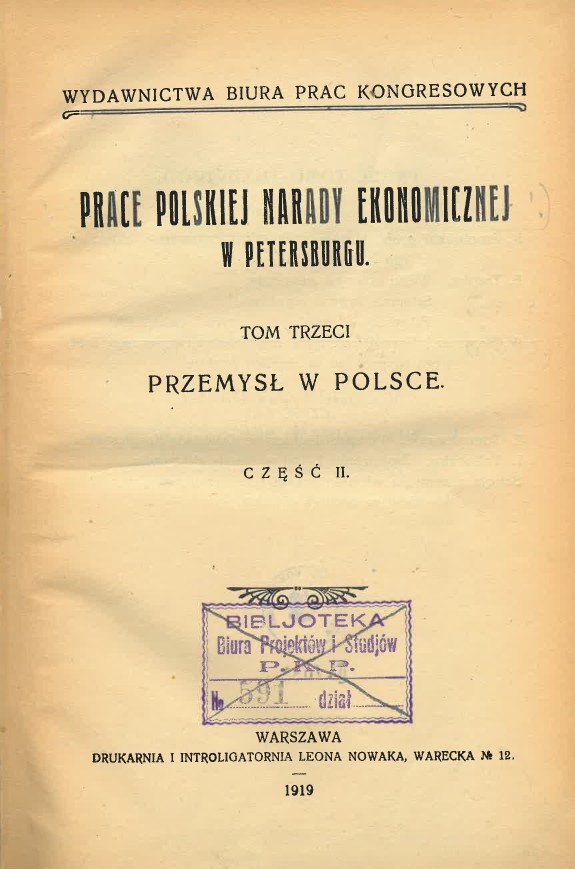 WYDAWNICTWA BIURA PRAC KONGRESOWYCH
PRACE POLSKIEJ NARADY EKONOMICZNEJ
W PETERSBURGU.
TOM TRZECI
PRZEMYSŁ W POLSCE.
CZĘŚĆ II.
BIBLJOTEKA
Biura Projektów i Studjów
P. K. P.
№ 591 dział
WARSZAWA
DRUKARNIA I INTROLIGATORNIA LEONA NOWAKA, WARECKA № 12.
1919